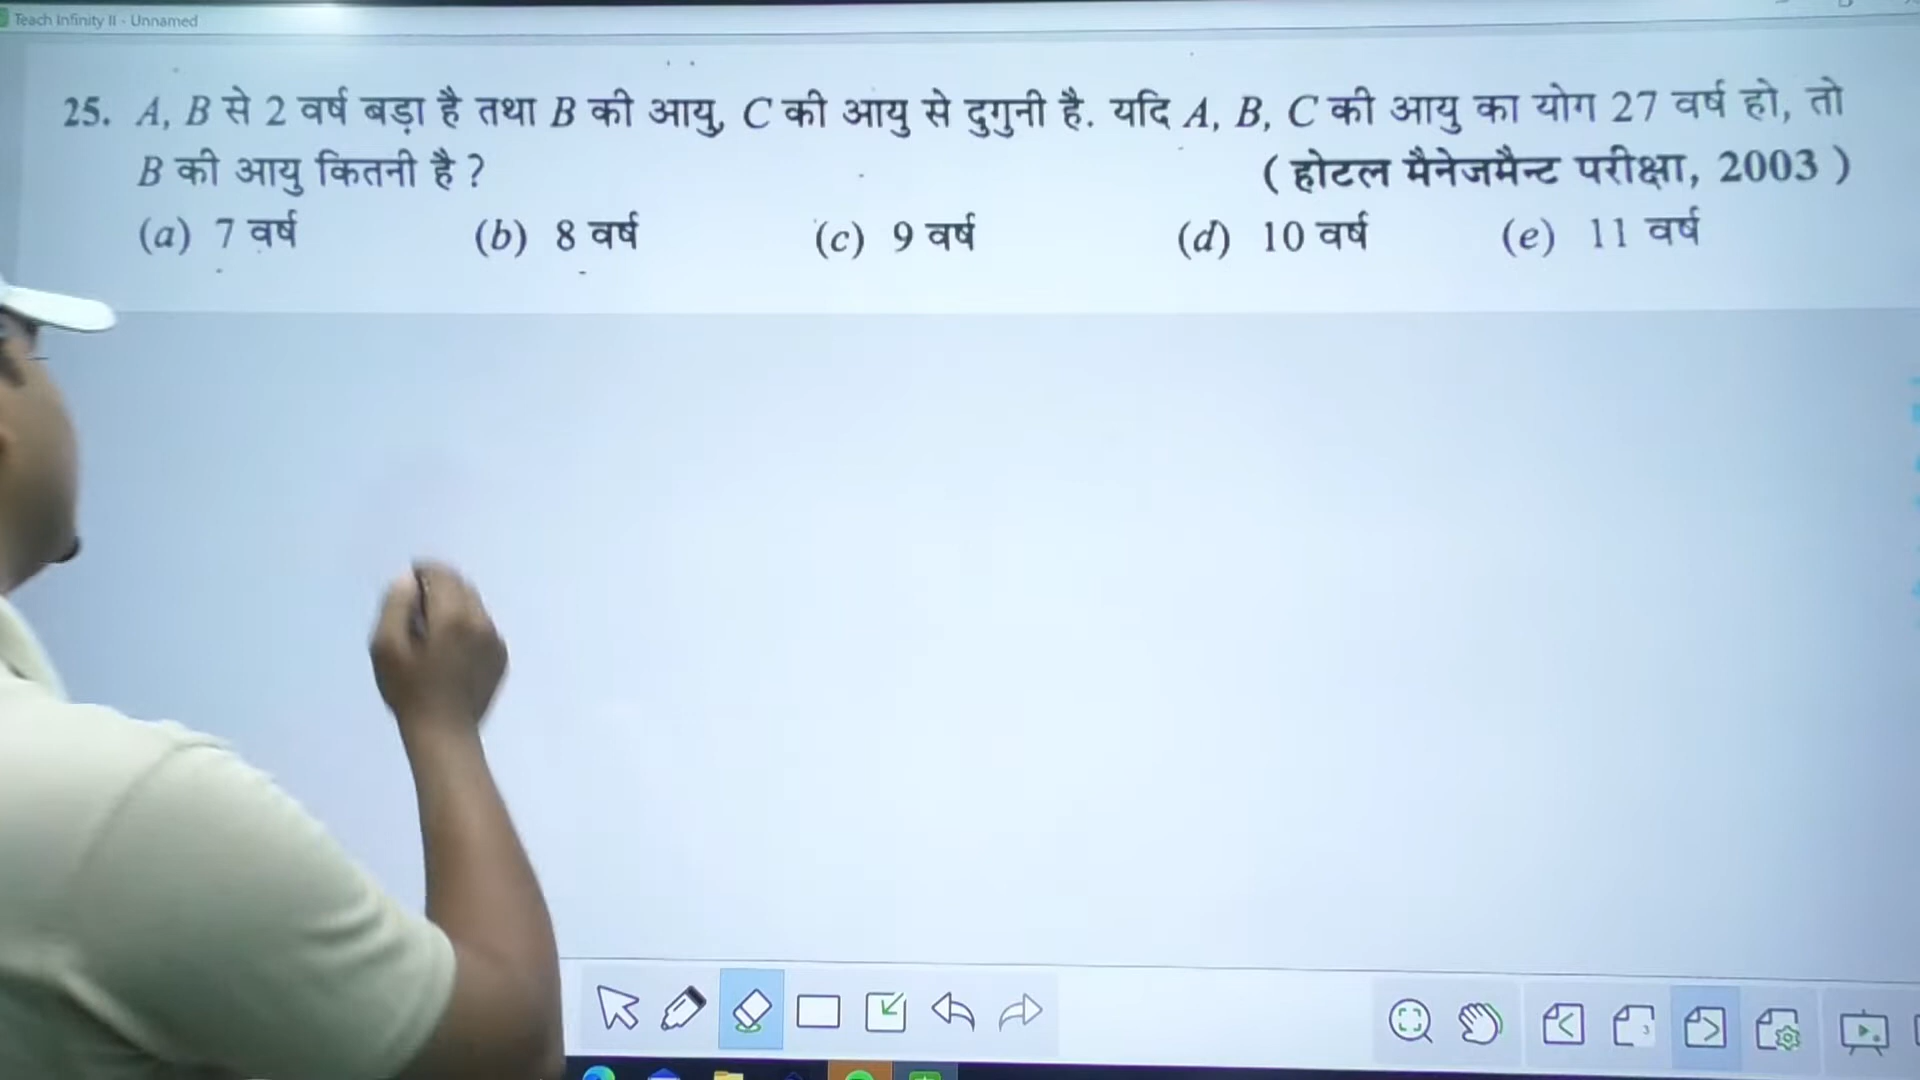 Teach Infinity II - Unnamed
25. A, B से 2 वर्ष बड़ा है तथा B की आयु, C की आयु से दुगुनी है. यदि A, B, C की आयु का योग 27 वर्ष हो, तो
B की आयु कितनी है ? ( होटल मैनेजमैन्ट परीक्षा, 2003 )
(a) 7 वर्ष (b) 8 वर्ष (c) 9 वर्ष (d) 10 वर्ष (e) 11 वर्ष
3